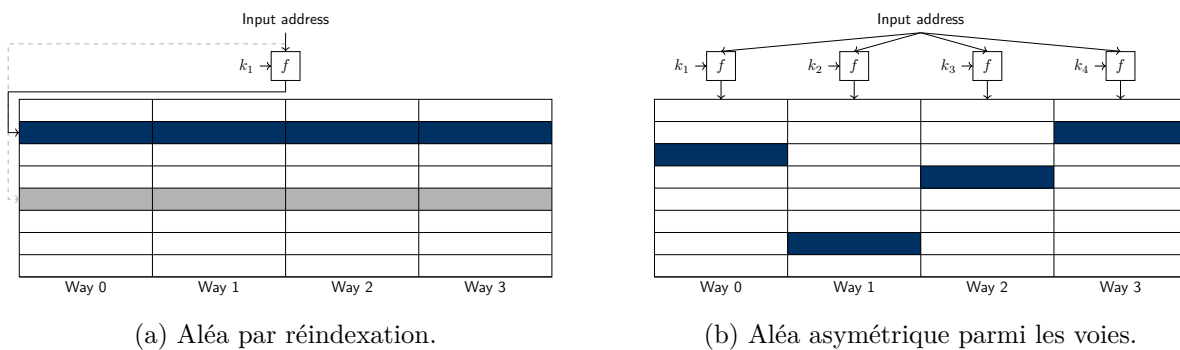 Input address
k1 f
Way 0 Way 1 Way 2 Way 3
(a) Aléa par réindexation.
Input address
k1 f k2 f k3 f k4 f
Way 0 Way 1 Way 2 Way 3
(b) Aléa asymétrique parmi les voies.